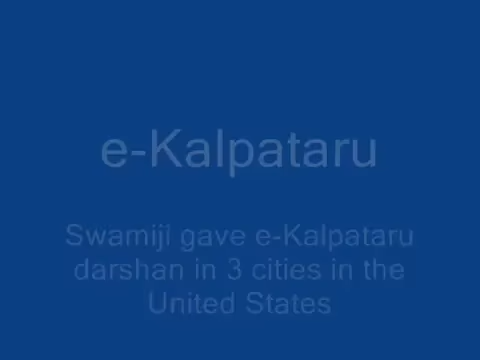 e-Kalpataru
Swamiji gave e-Kalpataru
darshan in 3 cities in the
United States